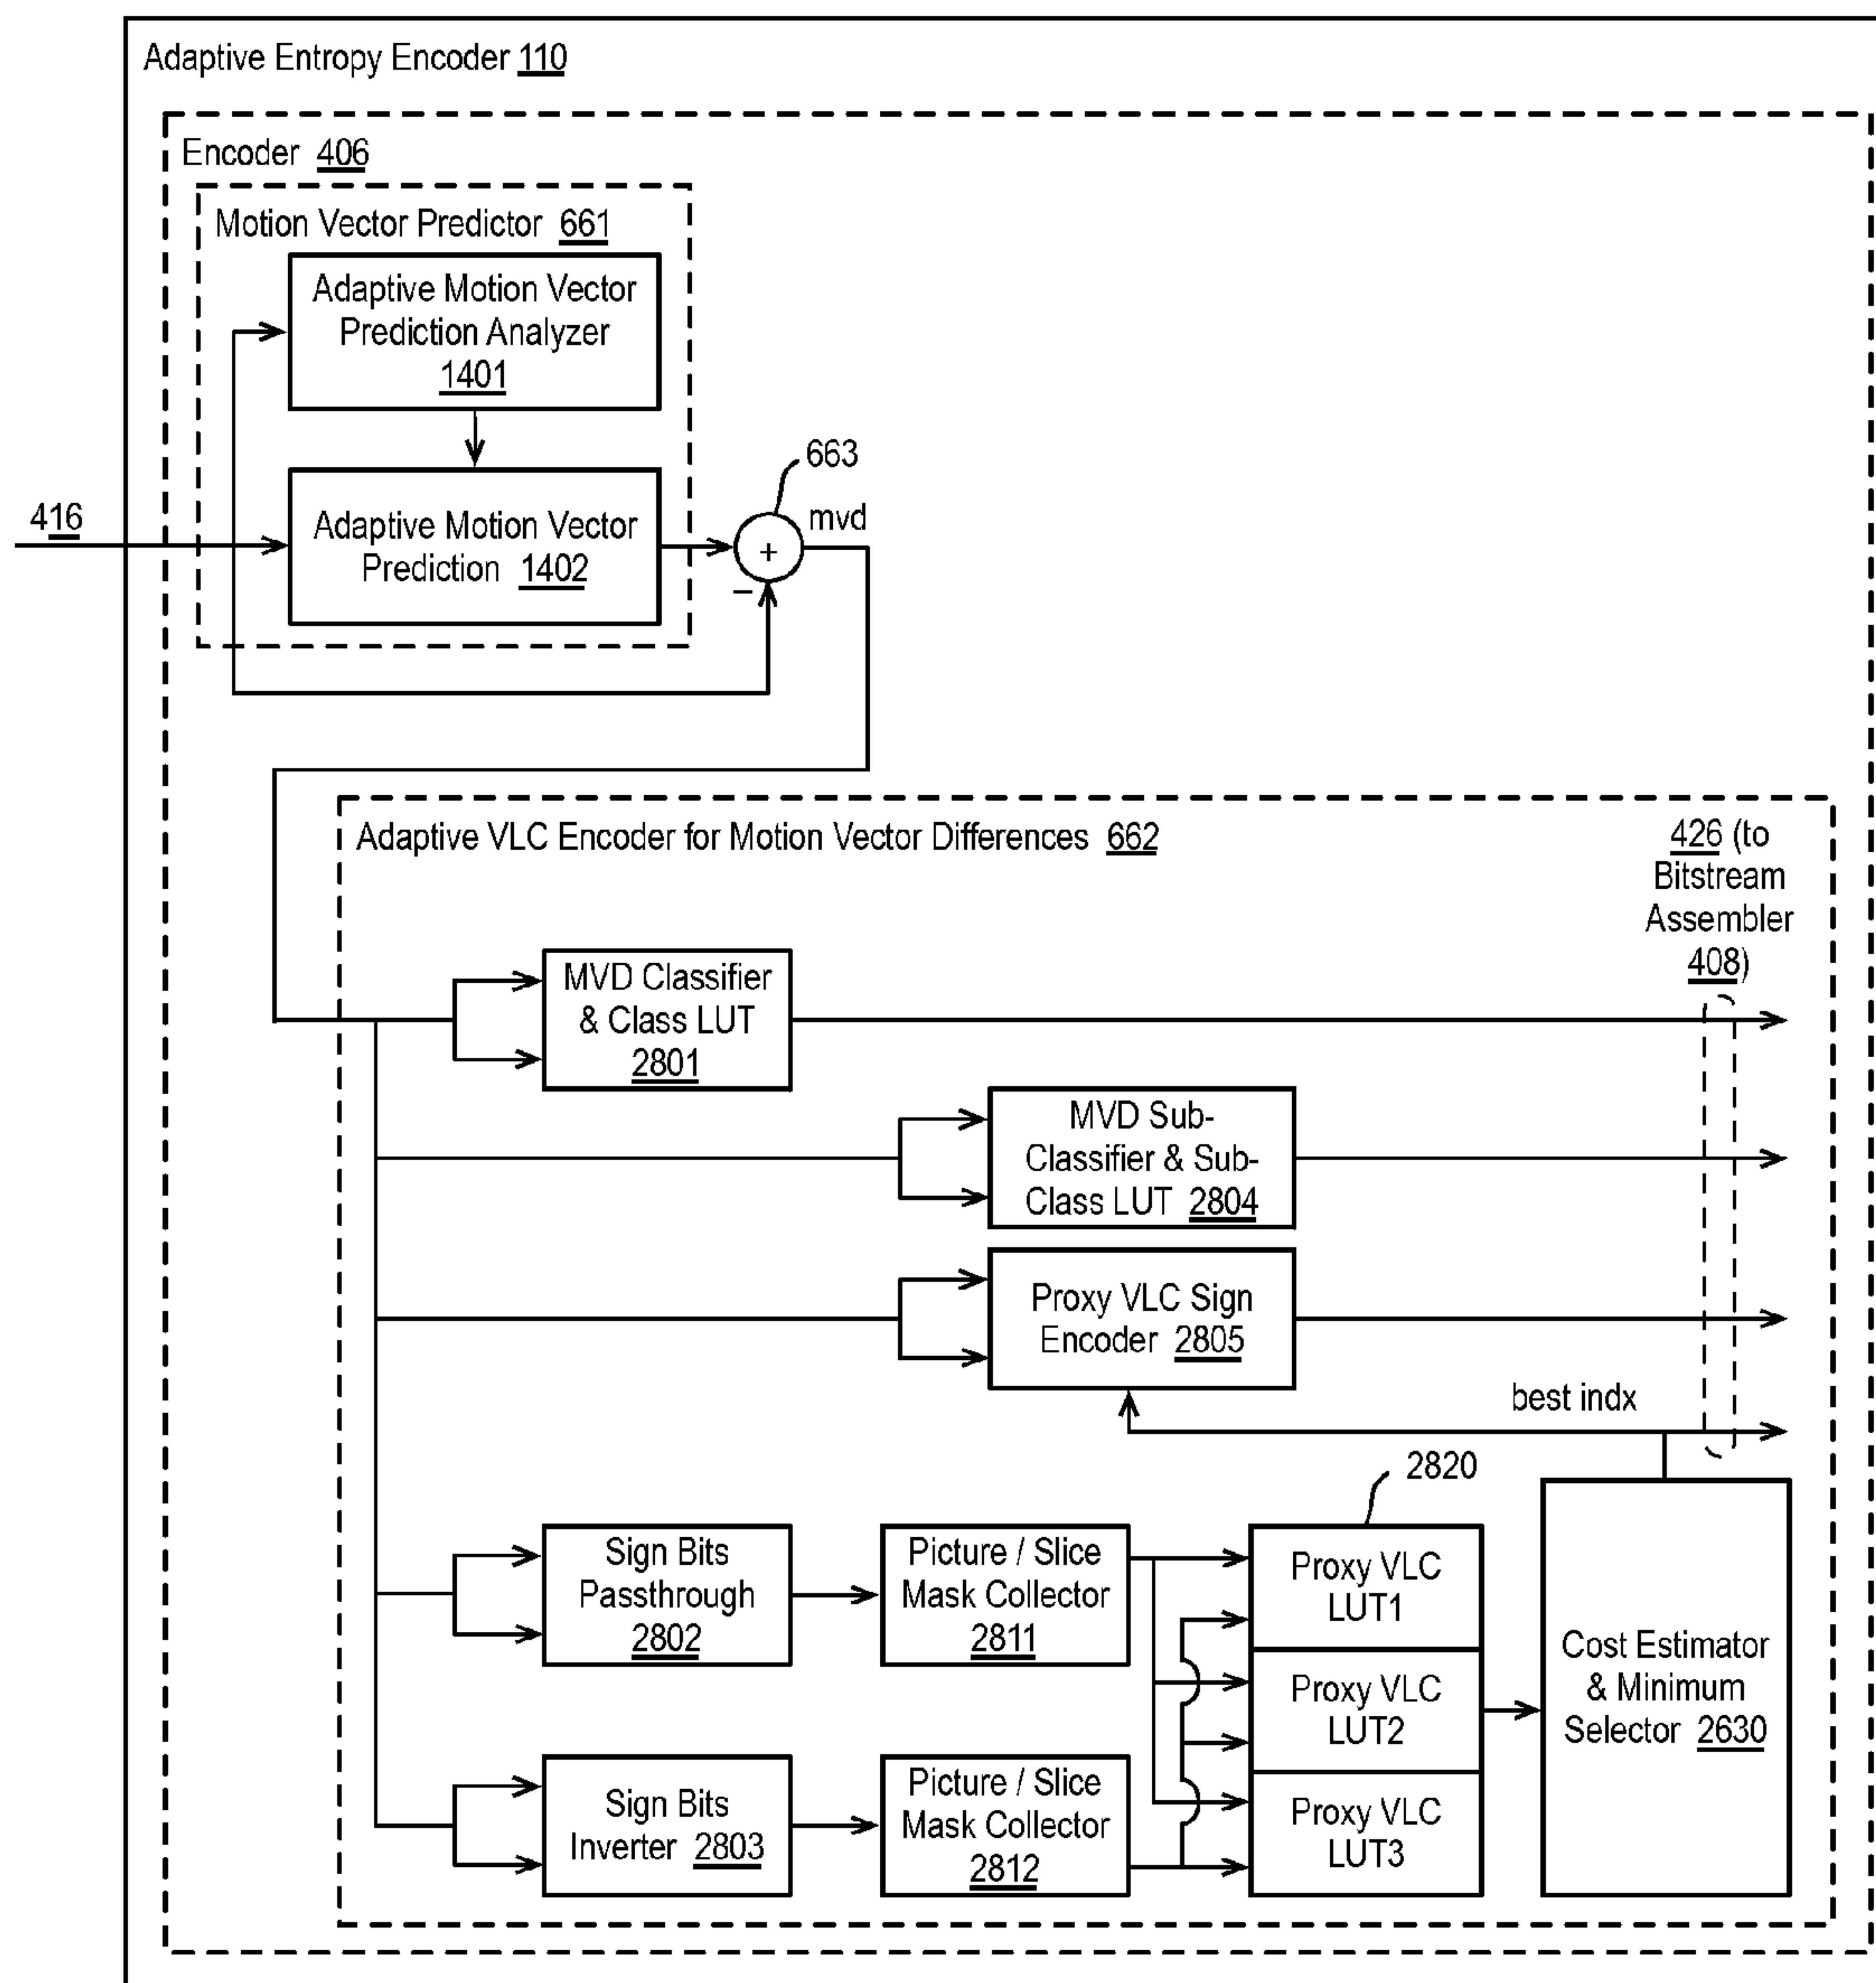 Adaptive Entropy Encoder 110
Encoder 406
Motion Vector Predictor 661
Adaptive Motion Vector
Prediction Analyzer
1401
416
Adaptive Motion Vector
Prediction 1402
663
mvd
+
−
Adaptive VLC Encoder for Motion Vector Differences 662
426 (to
Bitstream
Assembler
408)
MVD Classifier
& Class LUT
2801
MVD Sub-
Classifier & Sub-
Class LUT 2804
Proxy VLC Sign
Encoder 2805
best indx
2820
Sign Bits
Passthrough
2802
Picture / Slice
Mask Collector
2811
Proxy VLC
LUT1
Proxy VLC
LUT2
Proxy VLC
LUT3
Cost Estimator
& Minimum
Selector 2630
Sign Bits
Inverter 2803
Picture / Slice
Mask Collector
2812